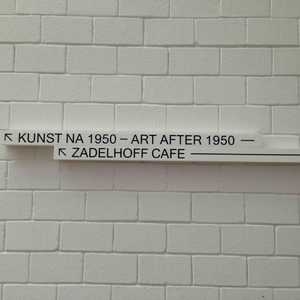 ↖ KUNST NA 1950 – ART AFTER 1950 —
↖ ZADELHOFF CAFE —